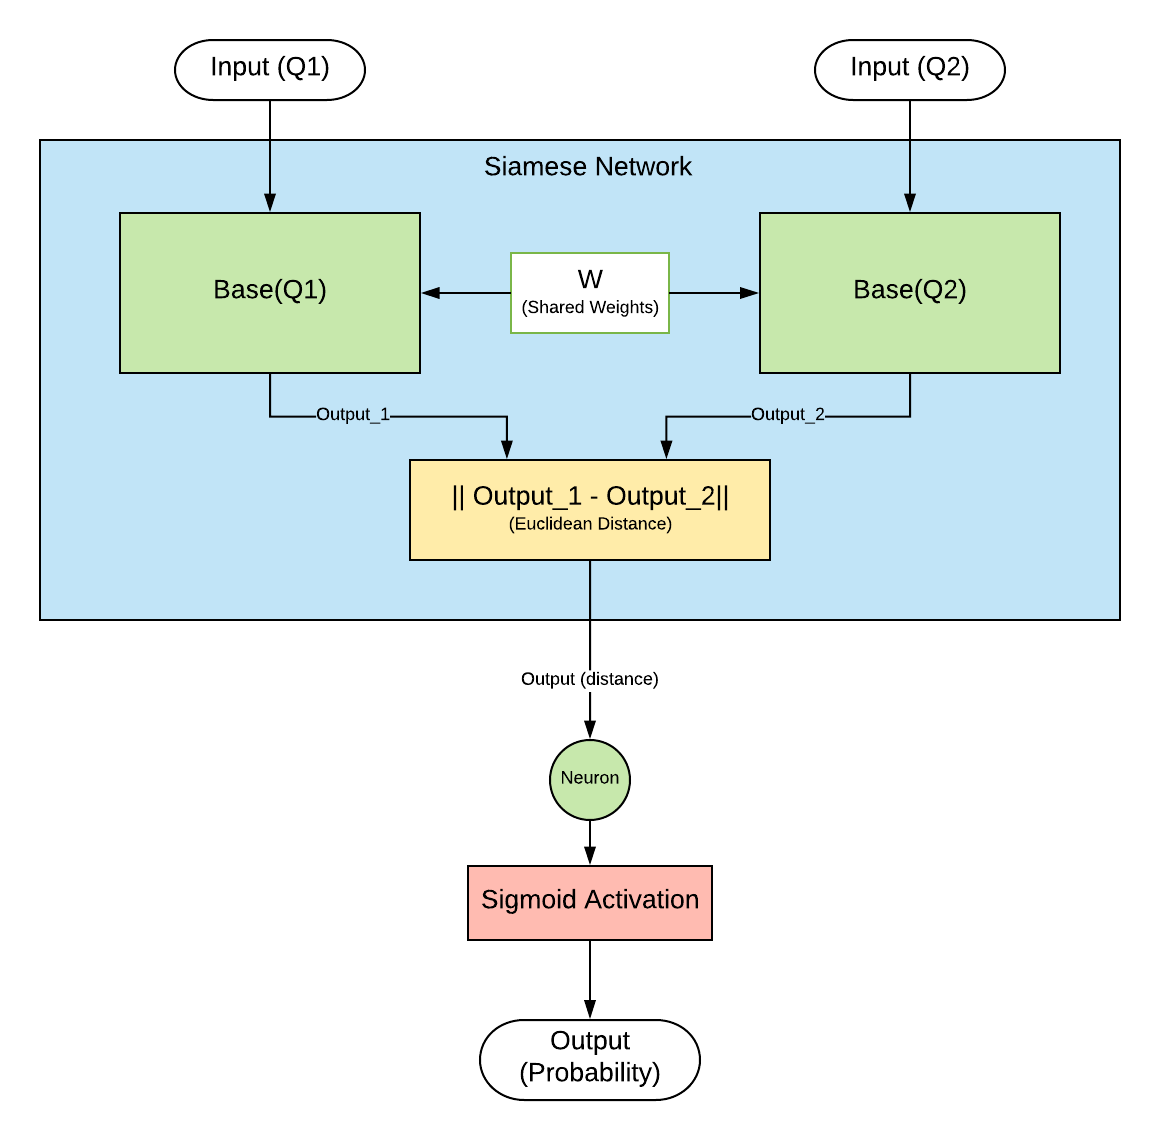 Input (Q1)
Input (Q2)
Siamese Network
Base(Q1)
W
(Shared Weights)
Base(Q2)
Output_1
Output_2
|| Output_1 - Output_2||
(Euclidean Distance)
Output (distance)
Neuron
Sigmoid Activation
Output
(Probability)